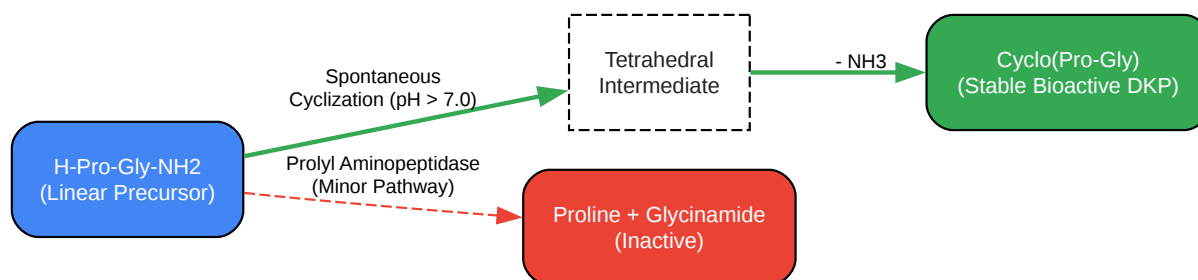 H-Pro-Gly-NH2
(Linear Precursor)
Spontaneous
Cyclization (pH > 7.0)
Tetrahedral
Intermediate
- NH3
Cyclo(Pro-Gly)
(Stable Bioactive DKP)
Prolyl Aminopeptidase
(Minor Pathway)
Proline + Glycinamide
(Inactive)